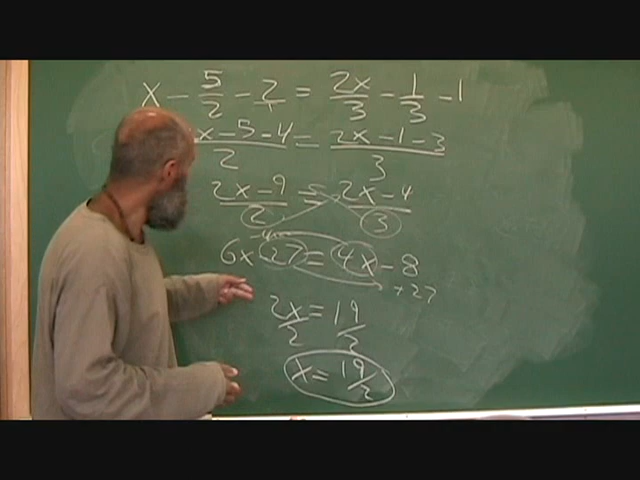 x - 5/2 - 2/1 = 2x/3 - 1/3 - 1
x - 5 - 4/2 = 2x - 1 - 3/3
2x - 9/2 = 2x - 4/3
-4x
6x 27 = 4x - 8
+27
2x/2 = 19/2
x = 19/2